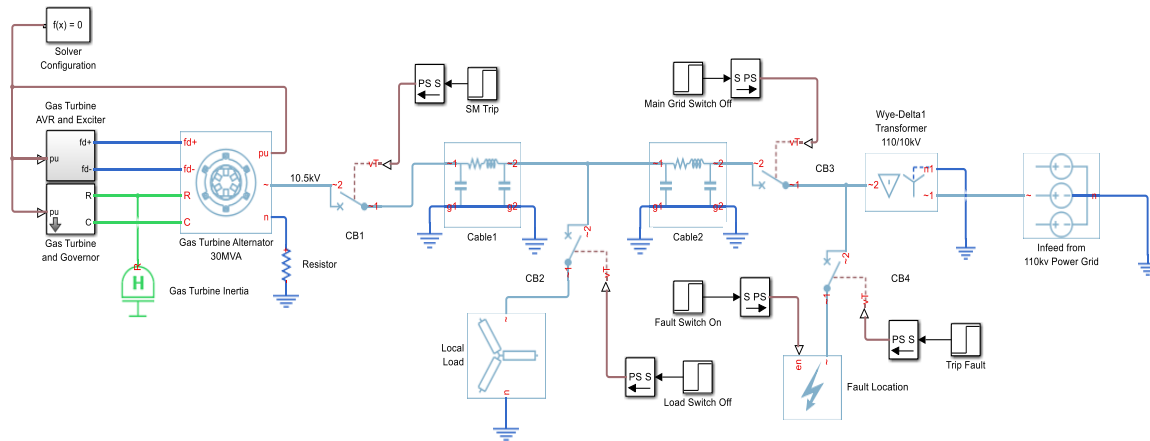 f(x) = 0
Solver
Configuration
Gas Turbine
AVR and Exciter
pu
fd+
fd-
pu
R
C
Gas Turbine
and Governor
fd+
fd-
R
C
pu
~
n
Gas Turbine Alternator
30MVA
R
H
Gas Turbine Inertia
Resistor
10.5kV
~2
~1
vT
CB1
PS S
SM Trip
~1
~2
g1
g2
Cable1
~2
~1
vT
CB2
Local
Load
~
n
PS S
Load Switch Off
~1
~2
g1
g2
Cable2
Main Grid Switch Off
S PS
vT
~2
~1
CB3
Fault Switch On
S PS
en
~
Fault Location
~2
~1
vT
CB4
PS S
Trip Fault
Wye-Delta1
Transformer
110/10kV
~2
n1
~1
~
n
Infeed from
110kv Power Grid